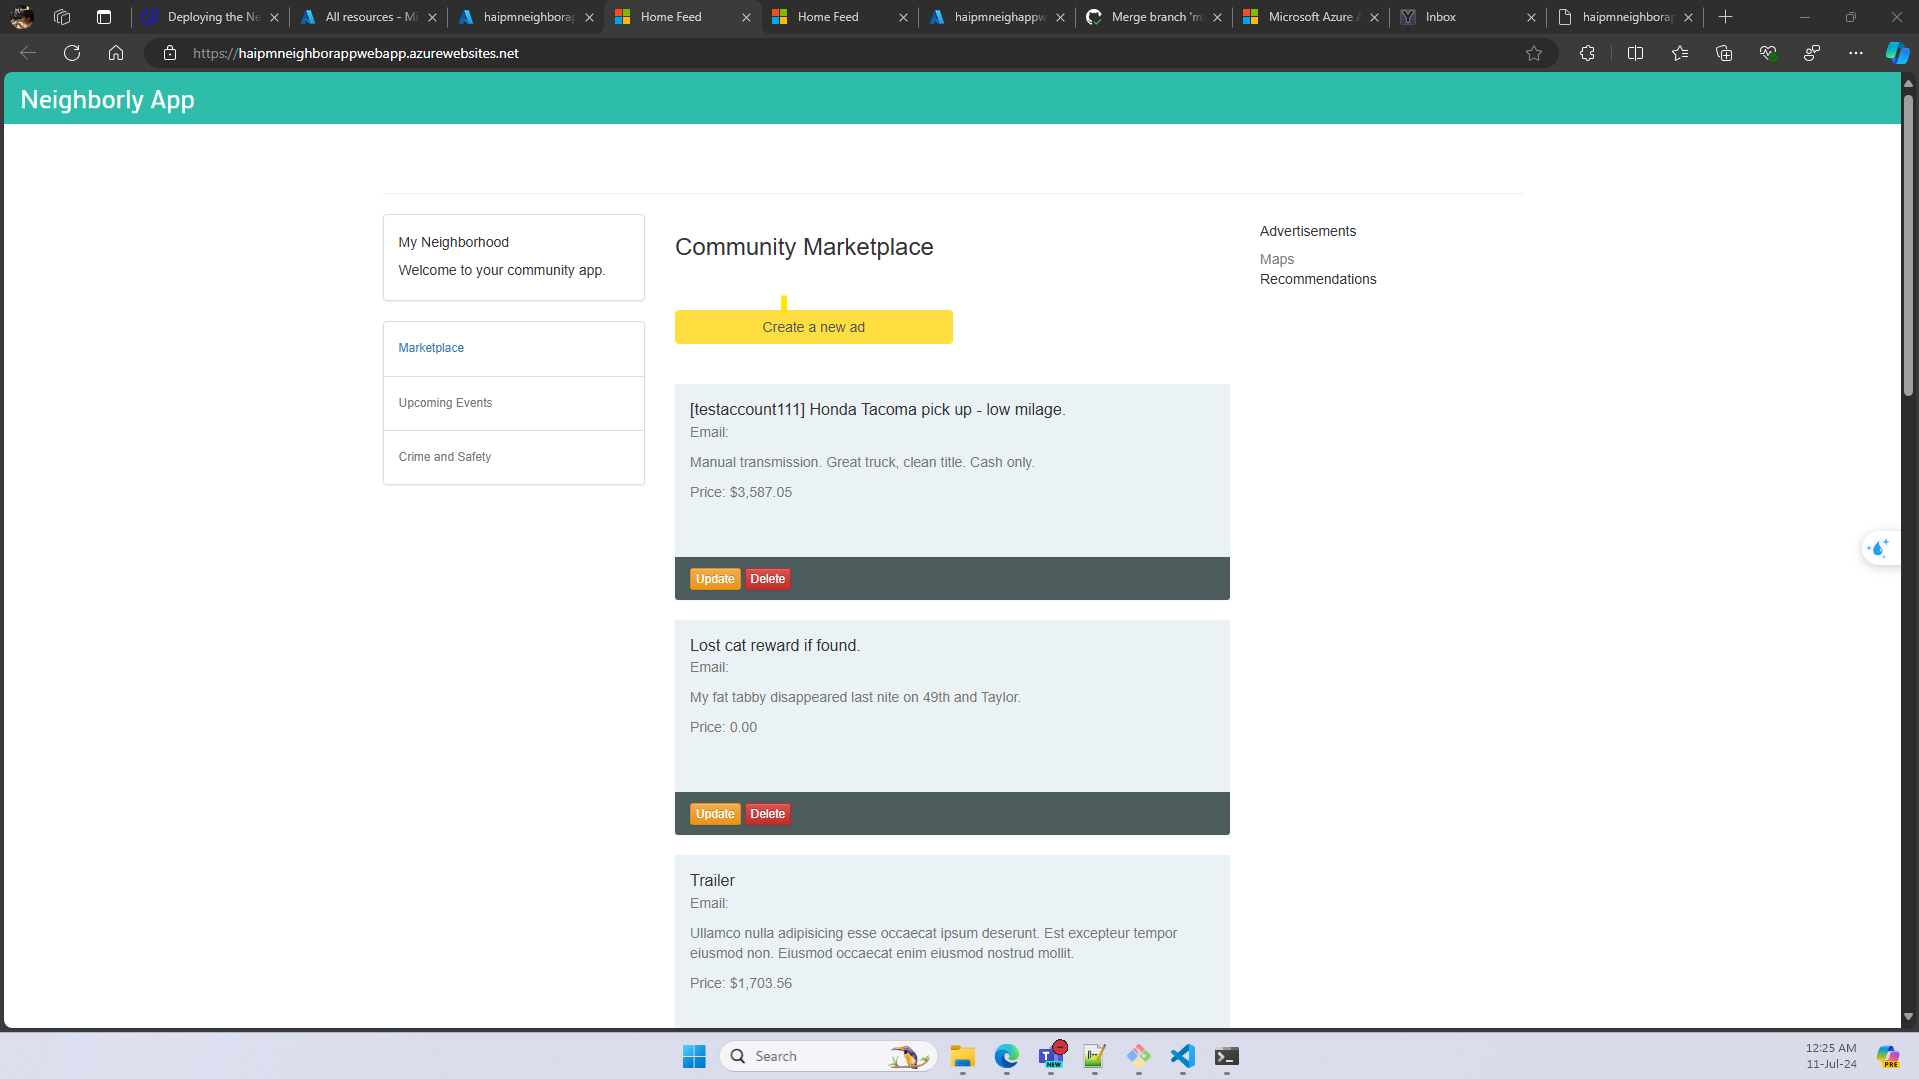 Deploying the Ne
All resources - Mi
haipmneighborap
Home Feed
Home Feed
haipmneighappw
Merge branch 'm
Microsoft Azure A
Inbox
haipmneighborap
https://haipmneighborappwebapp.azurewebsites.net
Neighborly App
My Neighborhood
Welcome to your community app.
Marketplace
Upcoming Events
Crime and Safety
Community Marketplace
Create a new ad
[testaccount111] Honda Tacoma pick up - low milage.
Email:
Manual transmission. Great truck, clean title. Cash only.
Price: $3,587.05
Update Delete
Lost cat reward if found.
Email:
My fat tabby disappeared last nite on 49th and Taylor.
Price: 0.00
Update Delete
Trailer
Email:
Ullamco nulla adipisicing esse occaecat ipsum deserunt. Est excepteur tempor
eiusmod non. Eiusmod occaecat enim eiusmod nostrud mollit.
Price: $1,703.56
Advertisements
Maps
Recommendations
Search
NEW
12:25 AM
11-Jul-24
PRE